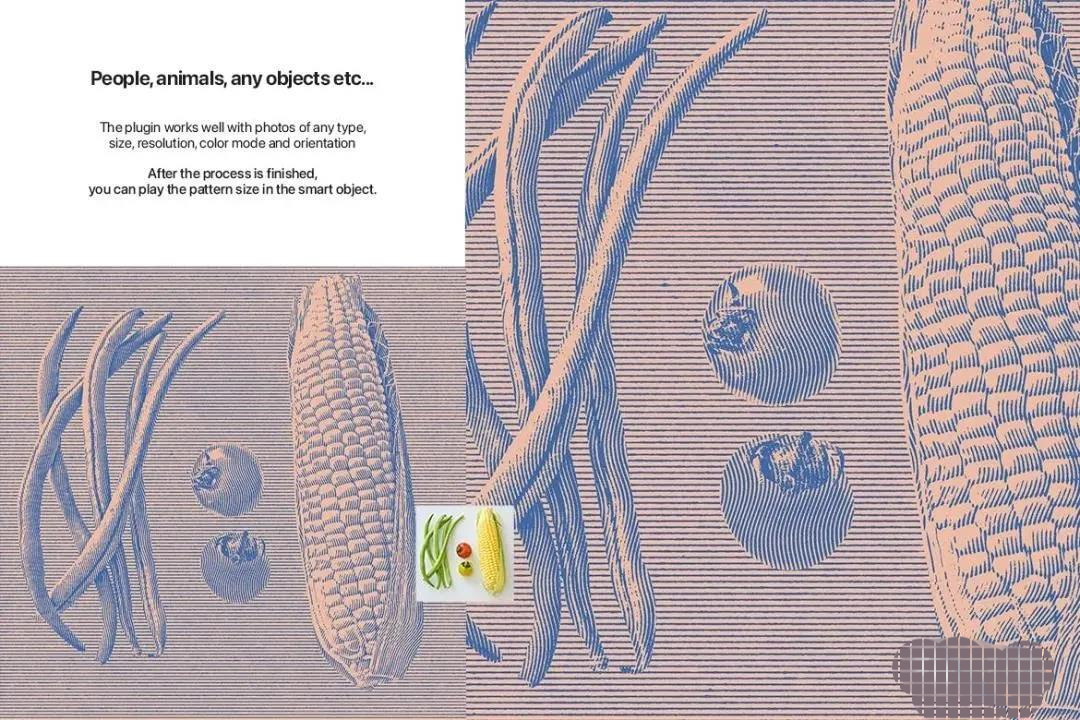 People, animals, any objects etc...
The plugin works well with photos of any type,
size, resolution, color mode and orientation
After the process is finished,
you can play the pattern size in the smart object.